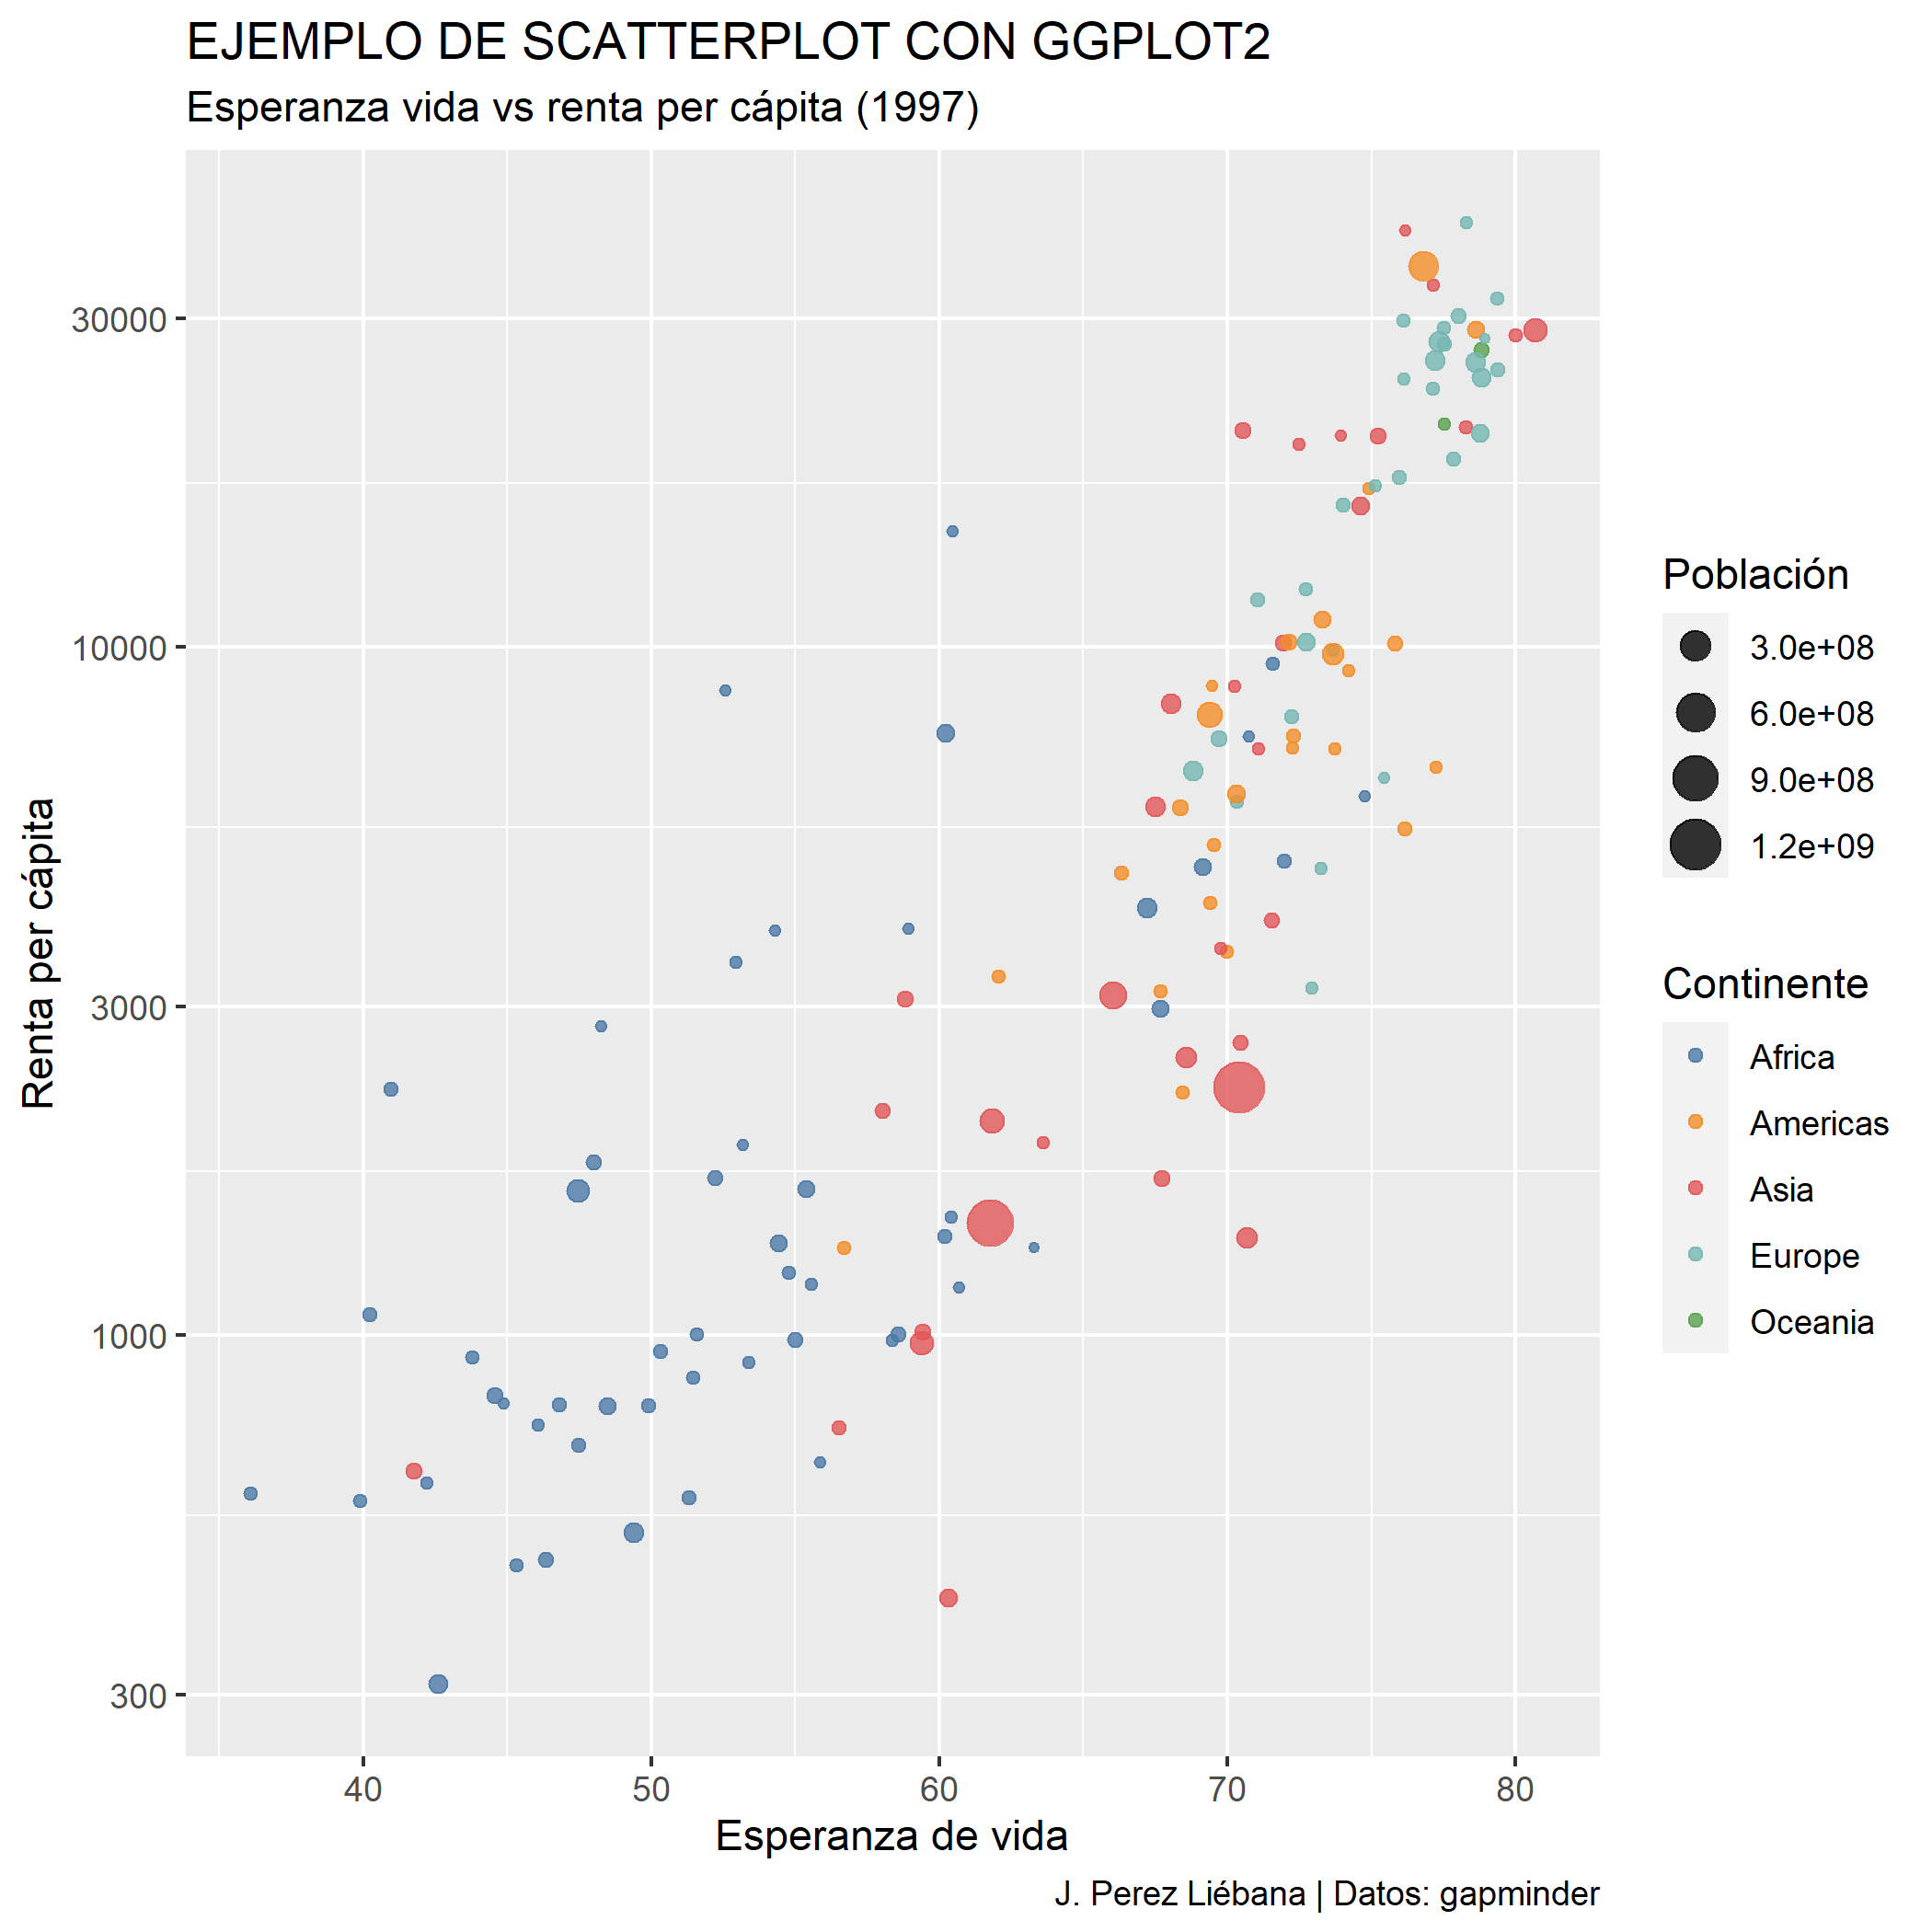 EJEMPLO DE SCATTERPLOT CON GGPLOT2
Esperanza vida vs renta per cápita (1997)
Renta per cápita
30000
10000
3000
1000
300
40 50 60 70 80
Esperanza de vida
J. Perez Liébana | Datos: gapminder
Población
3.0e+08
6.0e+08
9.0e+08
1.2e+09
Continente
Africa
Americas
Asia
Europe
Oceania